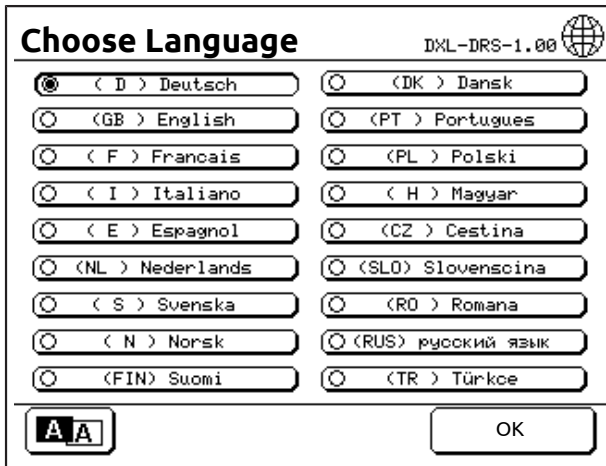 Choose Language
DXL-DRS-1.00
( D ) Deutsch
(GB ) English
( F ) Francais
( I ) Italiano
( E ) Espagnol
(NL ) Nederlands
( S ) Svenska
( N ) Norsk
(FIN) Suomi
(DK ) Dansk
(PT ) Portugues
(PL ) Polski
( H ) Magyar
(CZ ) Cestina
(SLO) Slovenscina
(RO ) Romana
(RUS) русский язык
(TR ) Türkce
AA
OK